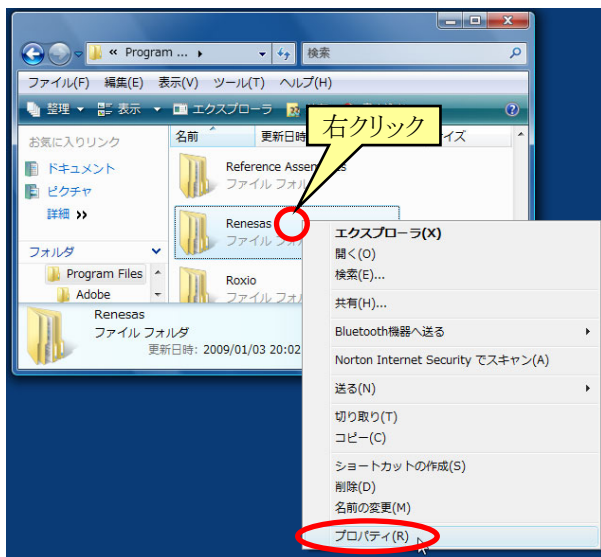 « Program ...
検索
ファイル(F) 編集(E) 表示(V) ツール(T) ヘルプ(H)
整理 表示 エクスプローラ
お気に入りリンク
ドキュメント
ピクチャ
詳細 »
フォルダ
Program Files
Adobe
名前 更新日時 イズ
Reference Assemblies
ファイル フォル
Renesas
ファイル フォル
Roxio
ファイル フォル
Renesas
ファイル フォルダ
更新日時: 2009/01/03 20:02
右クリック
エクスプローラ(X)
開く(O)
検索(E)...
共有(H)...
Bluetooth機器へ送る
Norton Internet Security でスキャン(A)
送る(N)
切り取り(T)
コピー(C)
ショートカットの作成(S)
削除(D)
名前の変更(M)
プロパティ(R)